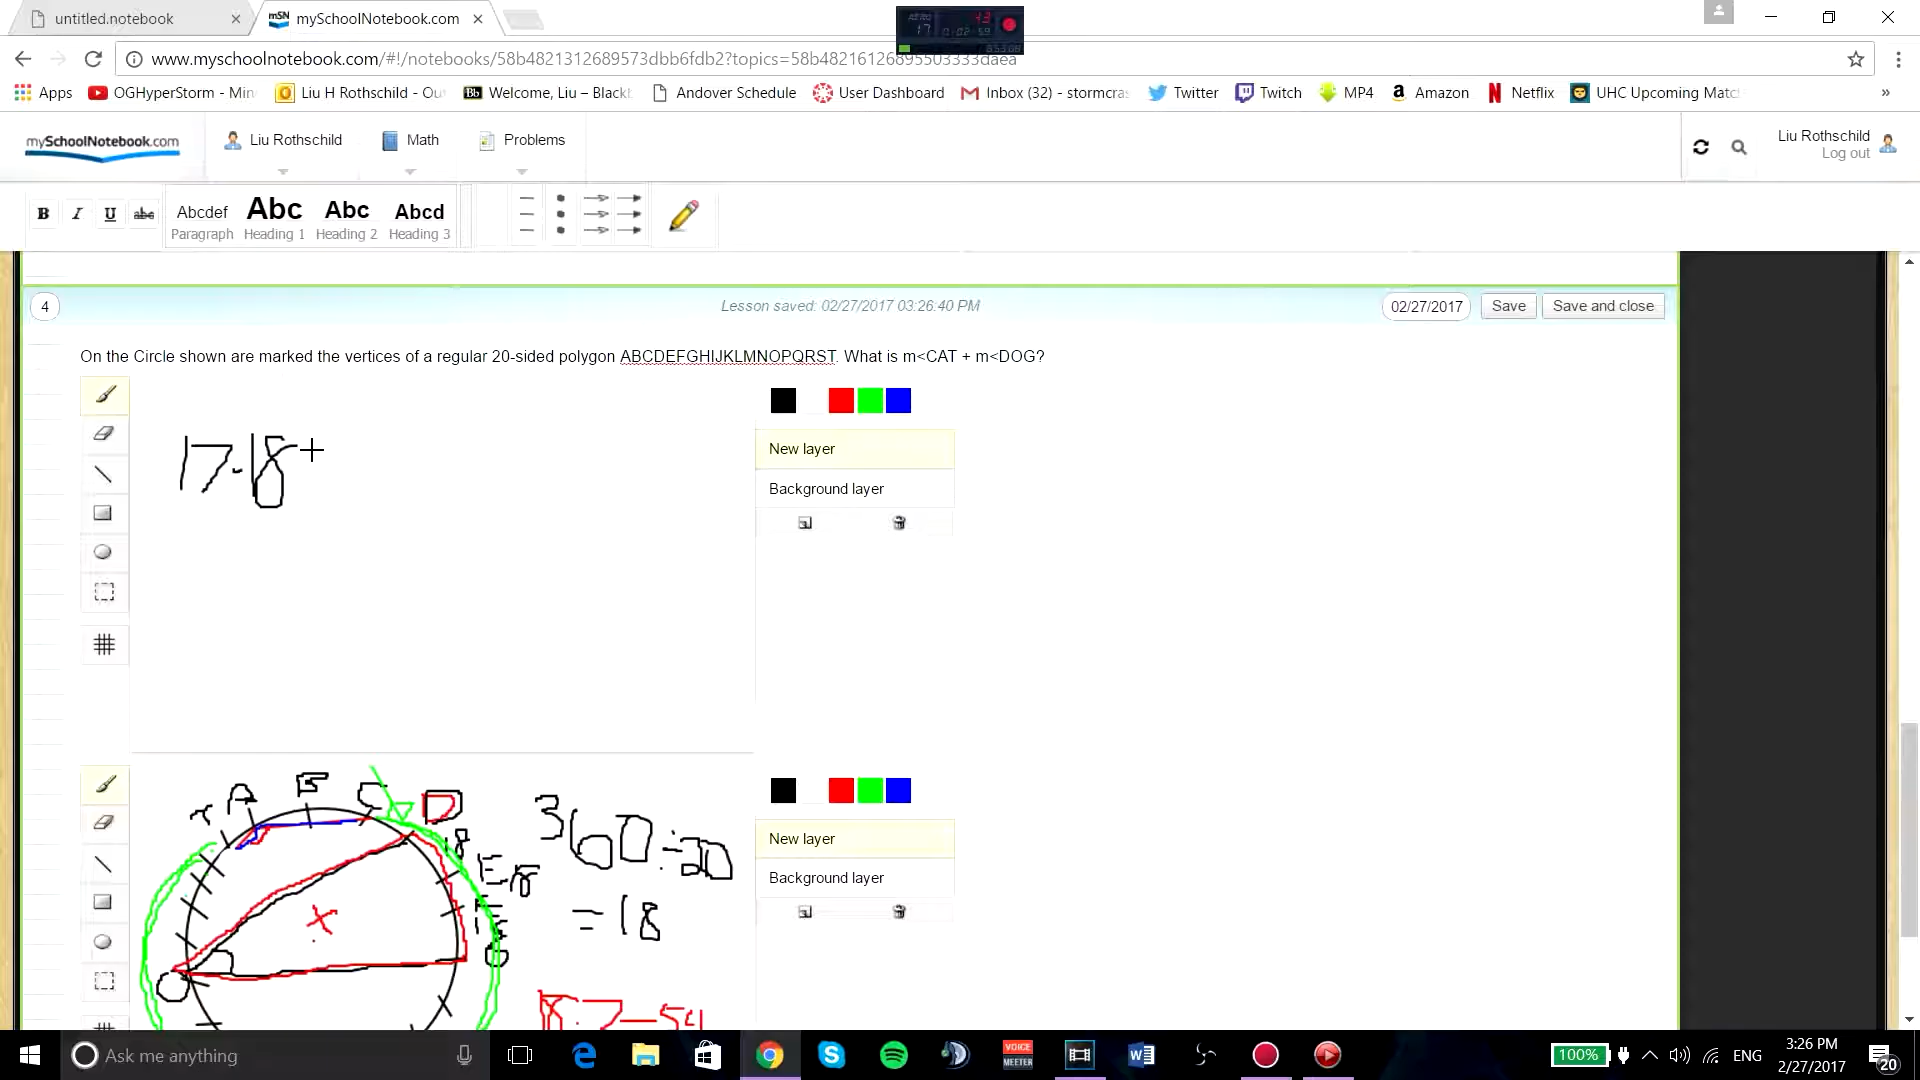 untitled.notebook
mySchoolNotebook.com
www.myschoolnotebook.com/#!/notebooks/58b4821312689573dbb6fdb2?topics=58b48216126895503333daea
Apps
OGHyperStorm - Min
Liu H Rothschild - Ou
Welcome, Liu – Blackb
Andover Schedule
User Dashboard
Inbox (32) - stormcras
Twitter
Twitch
MP4
Amazon
Netflix
UHC Upcoming Matc
»
mySchoolNotebook.com
Liu Rothschild
Math
Problems
Liu Rothschild
Log out
B I U abc
Abcdef Abc Abc Abcd
Paragraph Heading 1 Heading 2 Heading 3
4
Lesson saved: 02/27/2017 03:26:40 PM
02/27/2017
Save
Save and close
On the Circle shown are marked the vertices of a regular 20-sided polygon ABCDEFGHIJKLMNOPQRST. What is m<CAT + m<DOG?
17·18
New layer
Background layer
T A B C D
360÷20
=18
New layer
Background layer
Ask me anything
VOICE
MEETER
100%
ENG
3:26 PM
2/27/2017
20